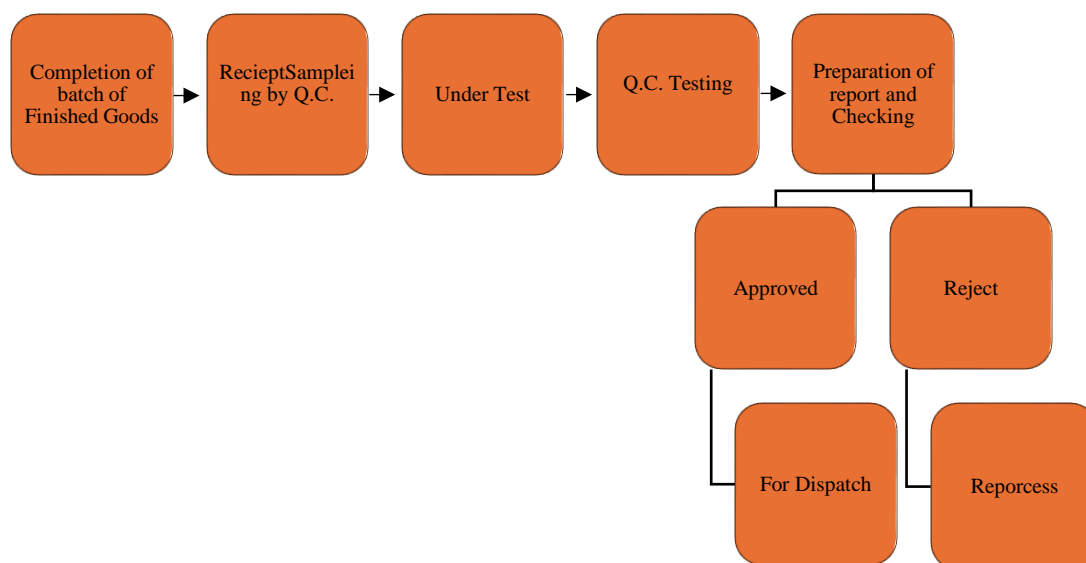 Completion of
batch of
Finished Goods
RecieptSamplei
ng by Q.C.
Under Test
Q.C. Testing
Preparation of
report and
Checking
Approved
Reject
For Dispatch
Reporcess